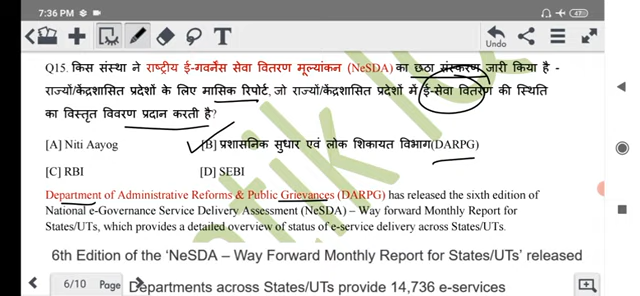 7:36 PM
47
Undo
Q15. किस संस्था ने राष्ट्रीय ई-गवर्नेंस सेवा वितरण मूल्यांकन (NeSDA) का छठा संस्करण जारी किया है -
राज्यों/केंद्रशासित प्रदेशों के लिए मासिक रिपोर्ट, जो राज्यों/केंद्रशासित प्रदेशों में ई-सेवा वितरण की स्थिति
का विस्तृत विवरण प्रदान करती है?
[A] Niti Aayog
[B] प्रशासनिक सुधार एवं लोक शिकायत विभाग(DARPG)
[C] RBI
[D] SEBI
Department of Administrative Reforms & Public Grievances (DARPG) has released the sixth edition of
National e-Governance Service Delivery Assessment (NeSDA) – Way forward Monthly Report for
States/UTs, which provides a detailed overview of status of e-service delivery across States/UTs.
6th Edition of the 'NeSDA – Way Forward Monthly Report for States/UTs' released
6/10 Page
Departments across States/UTs provide 14,736 e-services